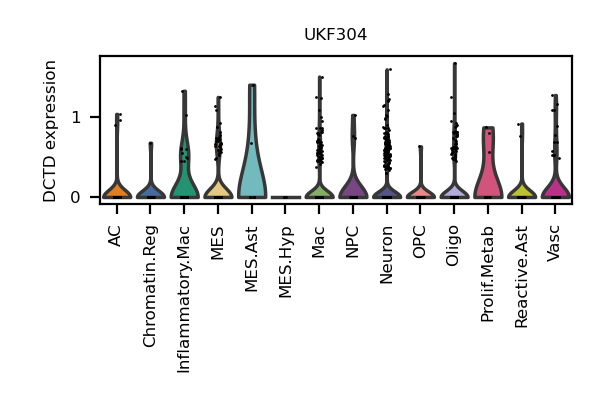 UKF304
DCTD expression
1
0
AC
Chromatin.Reg
Inflammatory.Mac
MES
MES.Ast
MES.Hyp
Mac
NPC
Neuron
OPC
Oligo
Prolif.Metab
Reactive.Ast
Vasc